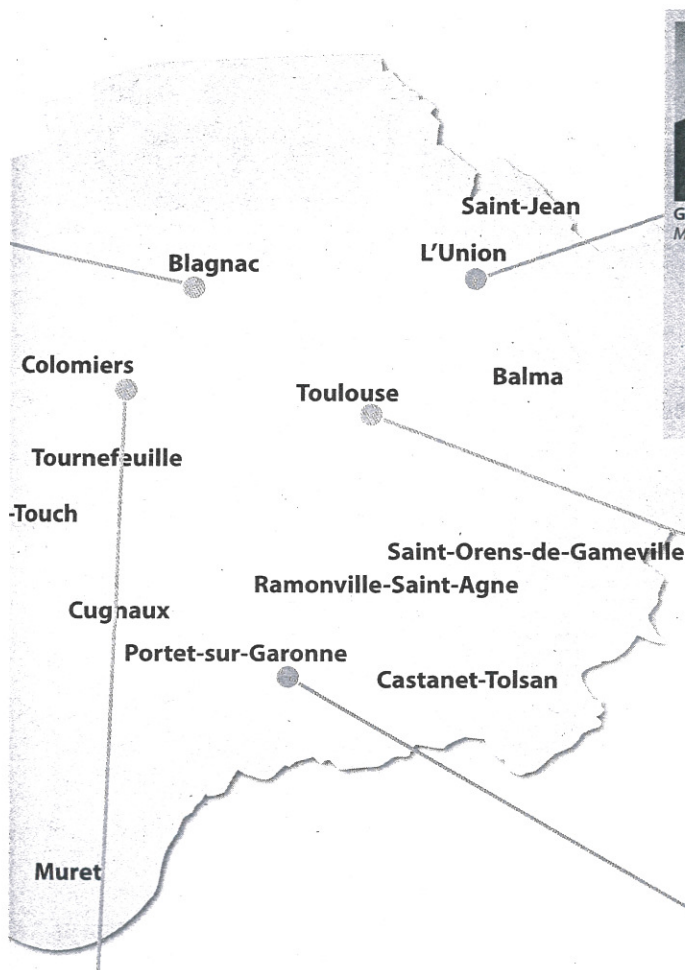 Saint-Jean
G
M
L'Union
Blagnac
Colomiers
Balma
Toulouse
Tournefeuille
-Touch
Saint-Orens-de-Gameville
Ramonville-Saint-Agne
Cugnaux
Portet-sur-Garonne
Castanet-Tolsan
Muret